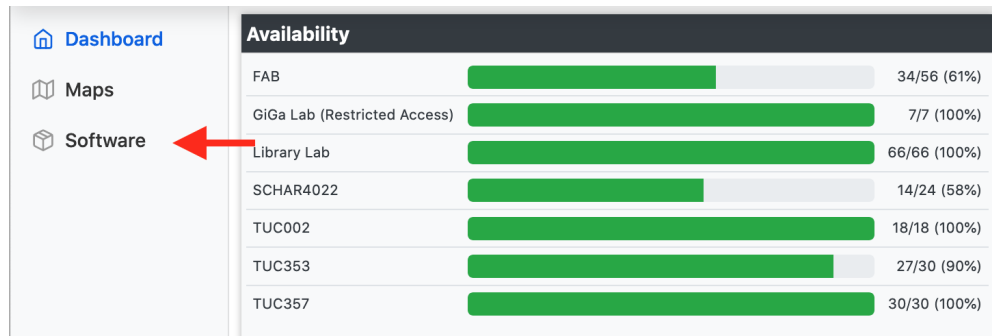 Dashboard
Maps
Software
Availability
FAB 34/56 (61%)
GiGa Lab (Restricted Access) 7/7 (100%)
Library Lab 66/66 (100%)
SCHAR4022 14/24 (58%)
TUC002 18/18 (100%)
TUC353 27/30 (90%)
TUC357 30/30 (100%)